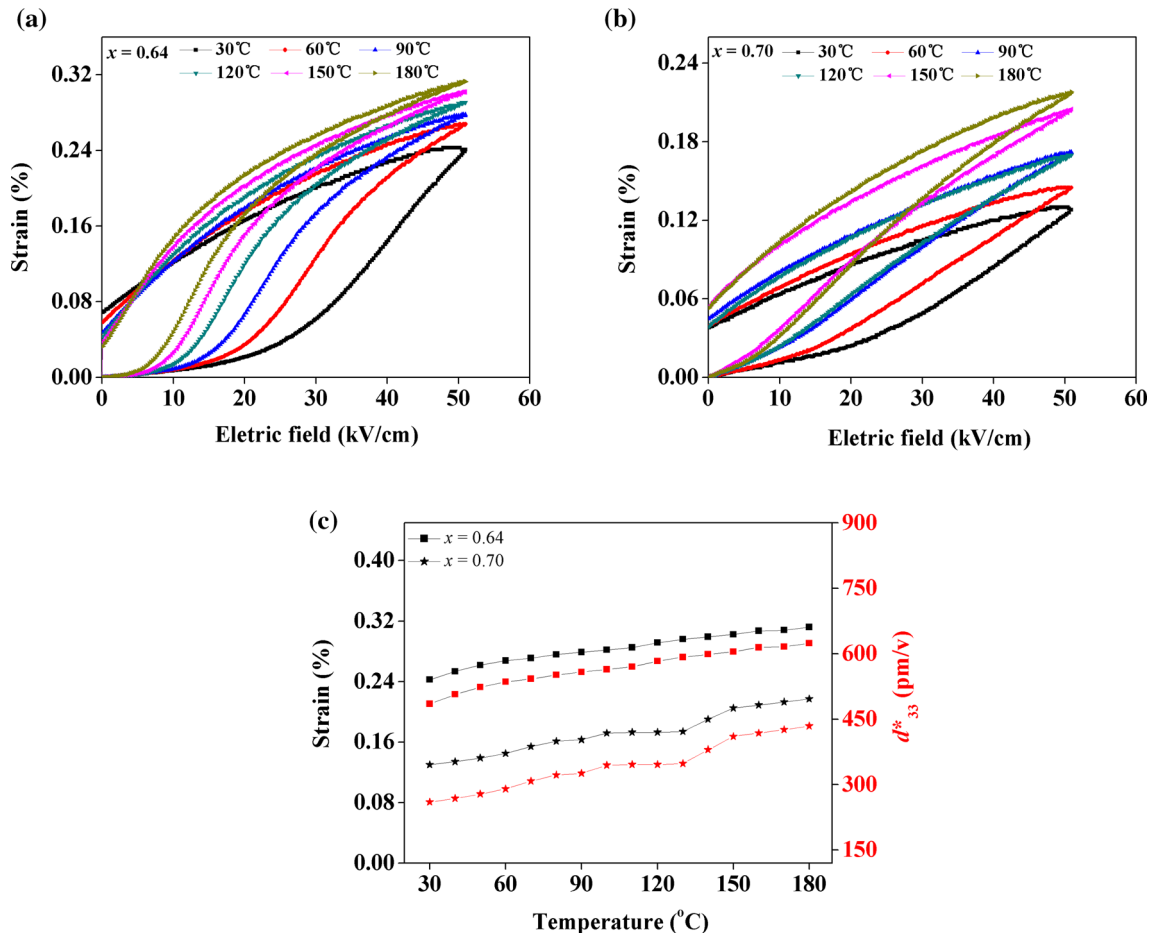 (a)
x = 0.64 30℃ 60℃ 90℃
120℃ 150℃ 180℃
0.32
0.24
0.16
0.08
0.00
Strain (%)
0 10 20 30 40 50 60
Eletric field (kV/cm)
(b)
x = 0.70 30℃ 60℃ 90℃
120℃ 150℃ 180℃
0.24
0.18
0.12
0.06
0.00
Strain (%)
0 10 20 30 40 50 60
Eletric field (kV/cm)
(c)
x = 0.64
x = 0.70
0.40
0.32
0.24
0.16
0.08
0.00
Strain (%)
900
750
600
450
300
150
d*33 (pm/v)
30 60 90 120 150 180
Temperature (°C)